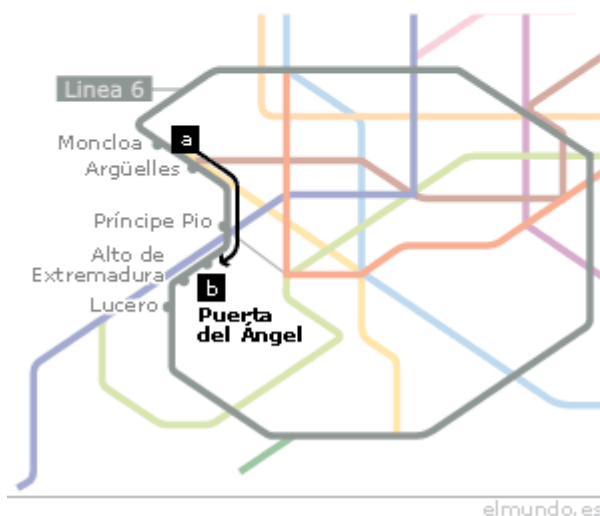 Linea 6
Moncloa
a
Argüelles
Príncipe Pio
Alto de
Extremadura
b
Lucero
Puerta
del Ángel
elmundo.es